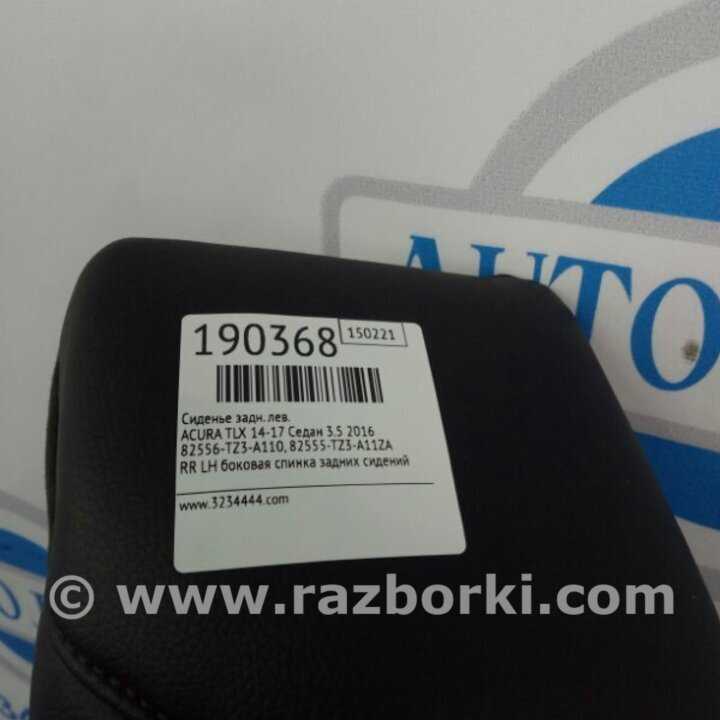 AUTO
190368
150221
Сиденье задн. лев.
ACURA TLX 14-17 Седан 3.5 2016
82556-TZ3-A110, 82555-TZ3-A11ZA
RR LH боковая спинка задних сидений
www.3234444.com
© www.razborki.com